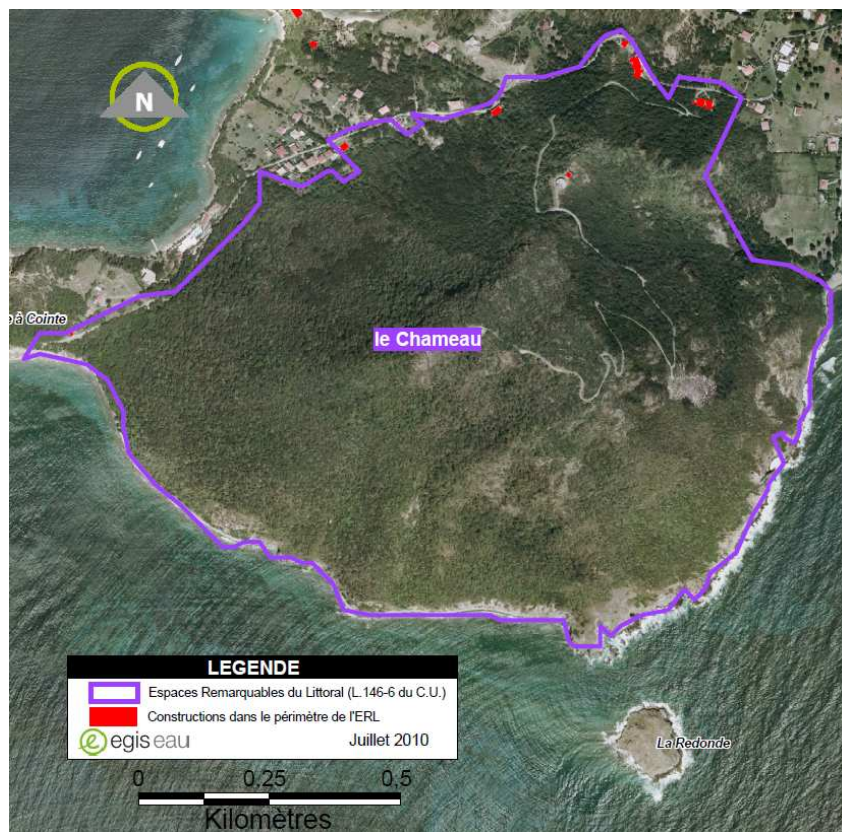 N
à Cointe
le Chameau
La Redonde
LEGENDE
Espaces Remarquables du Littoral (L.146-6 du C.U.)
Constructions dans le périmètre de l'ERL
egis eau
Juillet 2010
0 0,25 0,5
Kilomètres